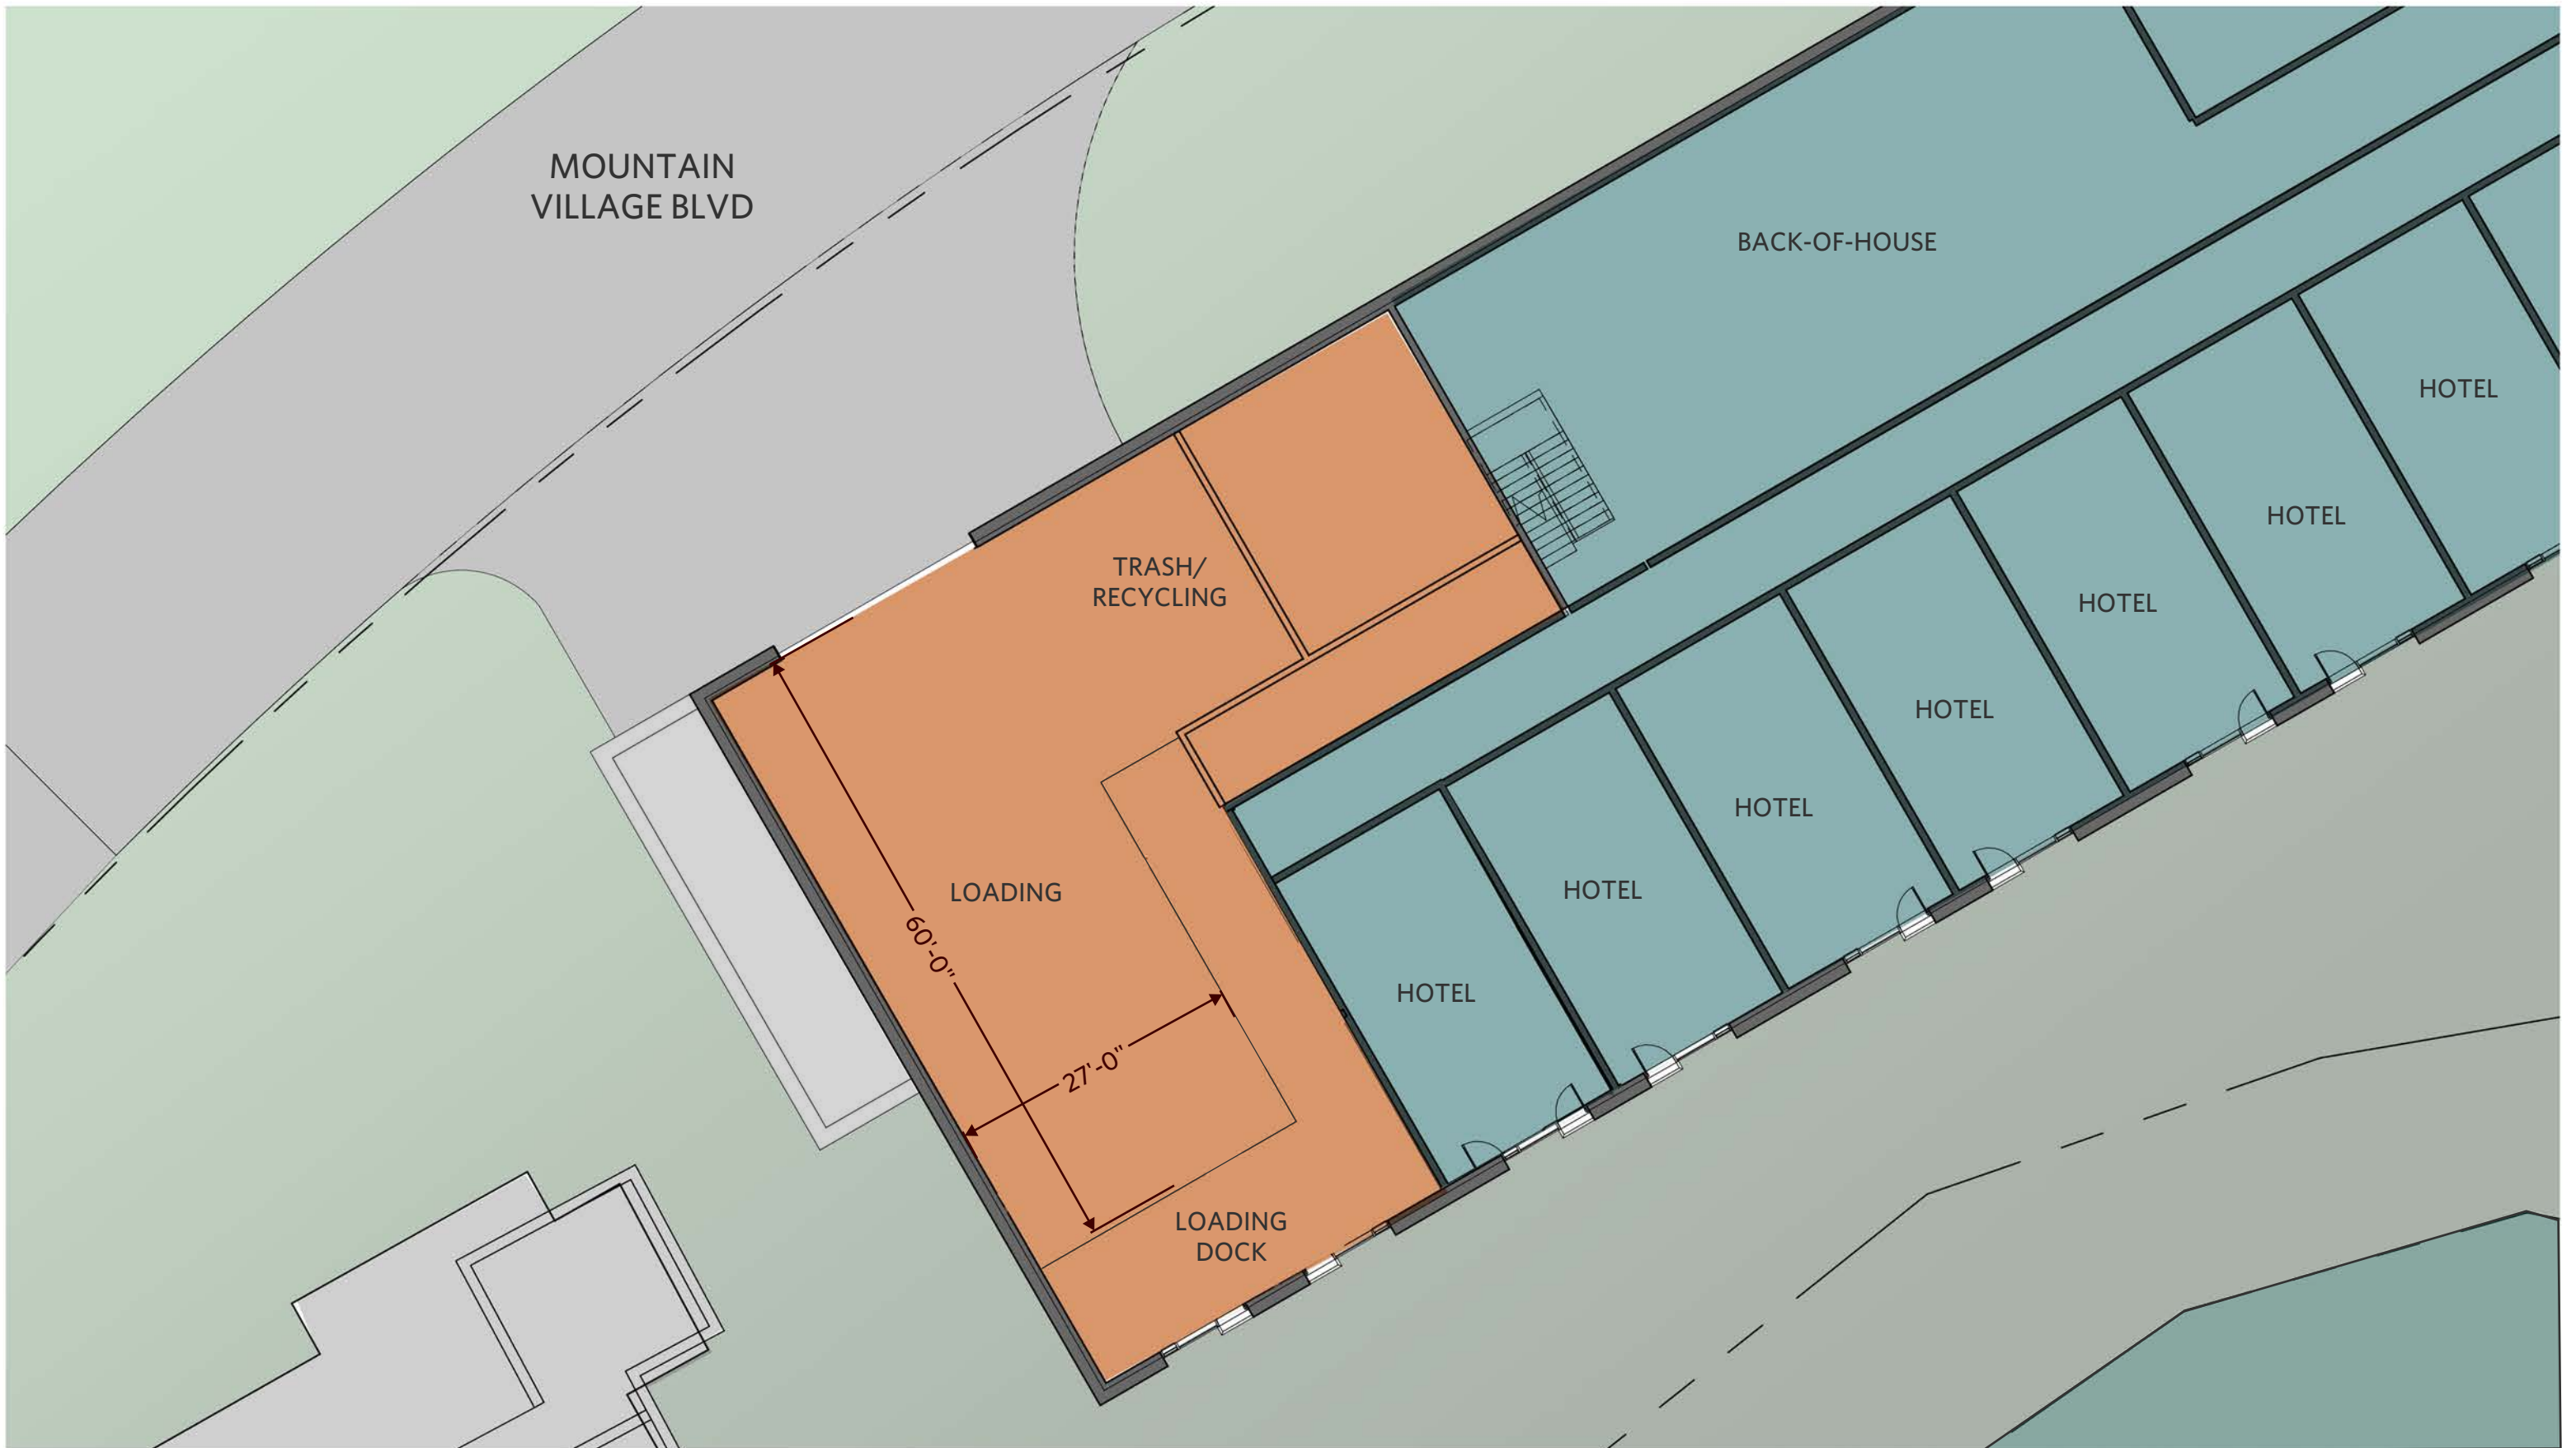 MOUNTAIN
VILLAGE BLVD
BACK-OF-HOUSE
HOTEL
HOTEL
TRASH/
RECYCLING
HOTEL
HOTEL
HOTEL
HOTEL
LOADING
60'-0"
HOTEL
27'-0"
LOADING
DOCK